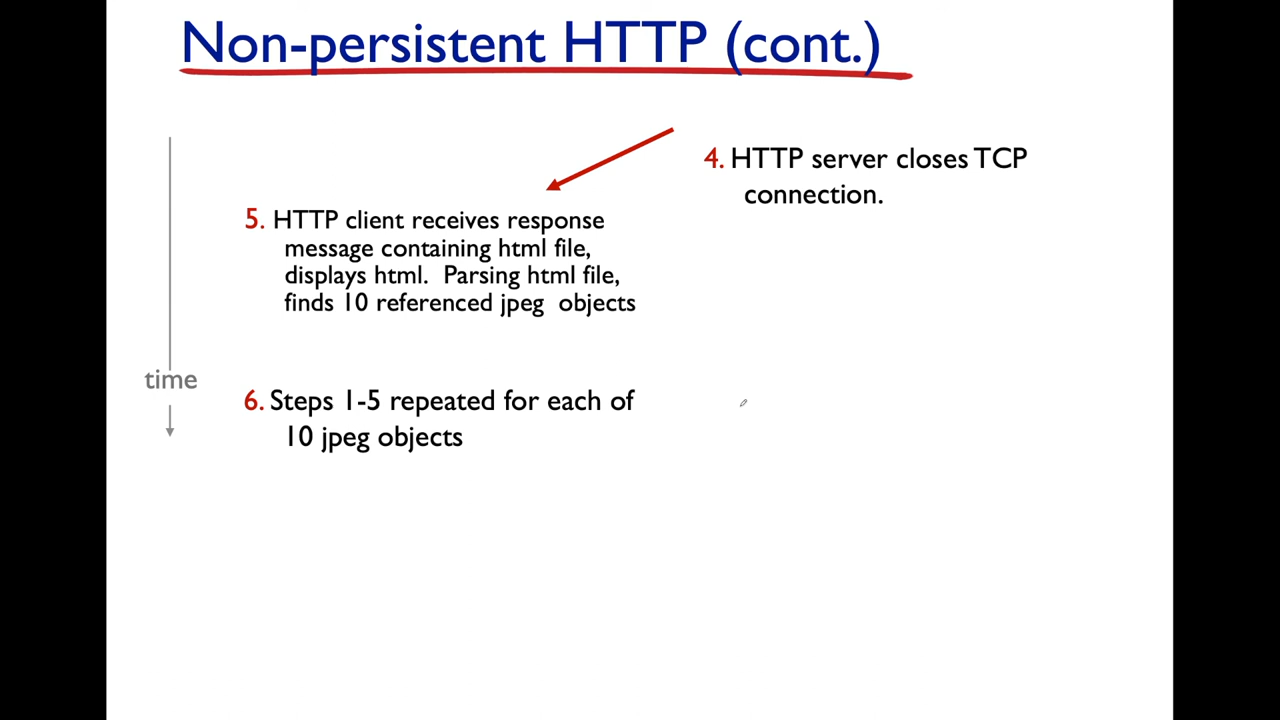 Non-persistent HTTP (cont.)
4. HTTP server closes TCP
connection.
5. HTTP client receives response
message containing html file,
displays html. Parsing html file,
finds 10 referenced jpeg objects
time
6. Steps 1-5 repeated for each of
10 jpeg objects